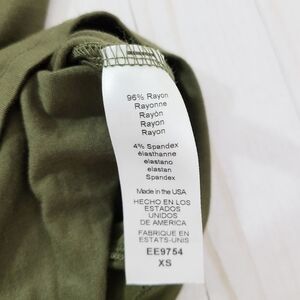 96% Rayon
Rayonne
Rayón
Rayon
Rayon
4% Spandex
élasthanne
elastano
elastan
Spandex
Made in the USA
HECHO EN LOS
ESTADOS
UNIDOS
DE AMERICA
FABRIQUE EN
ESTATS-UNIS
EE9754
XS